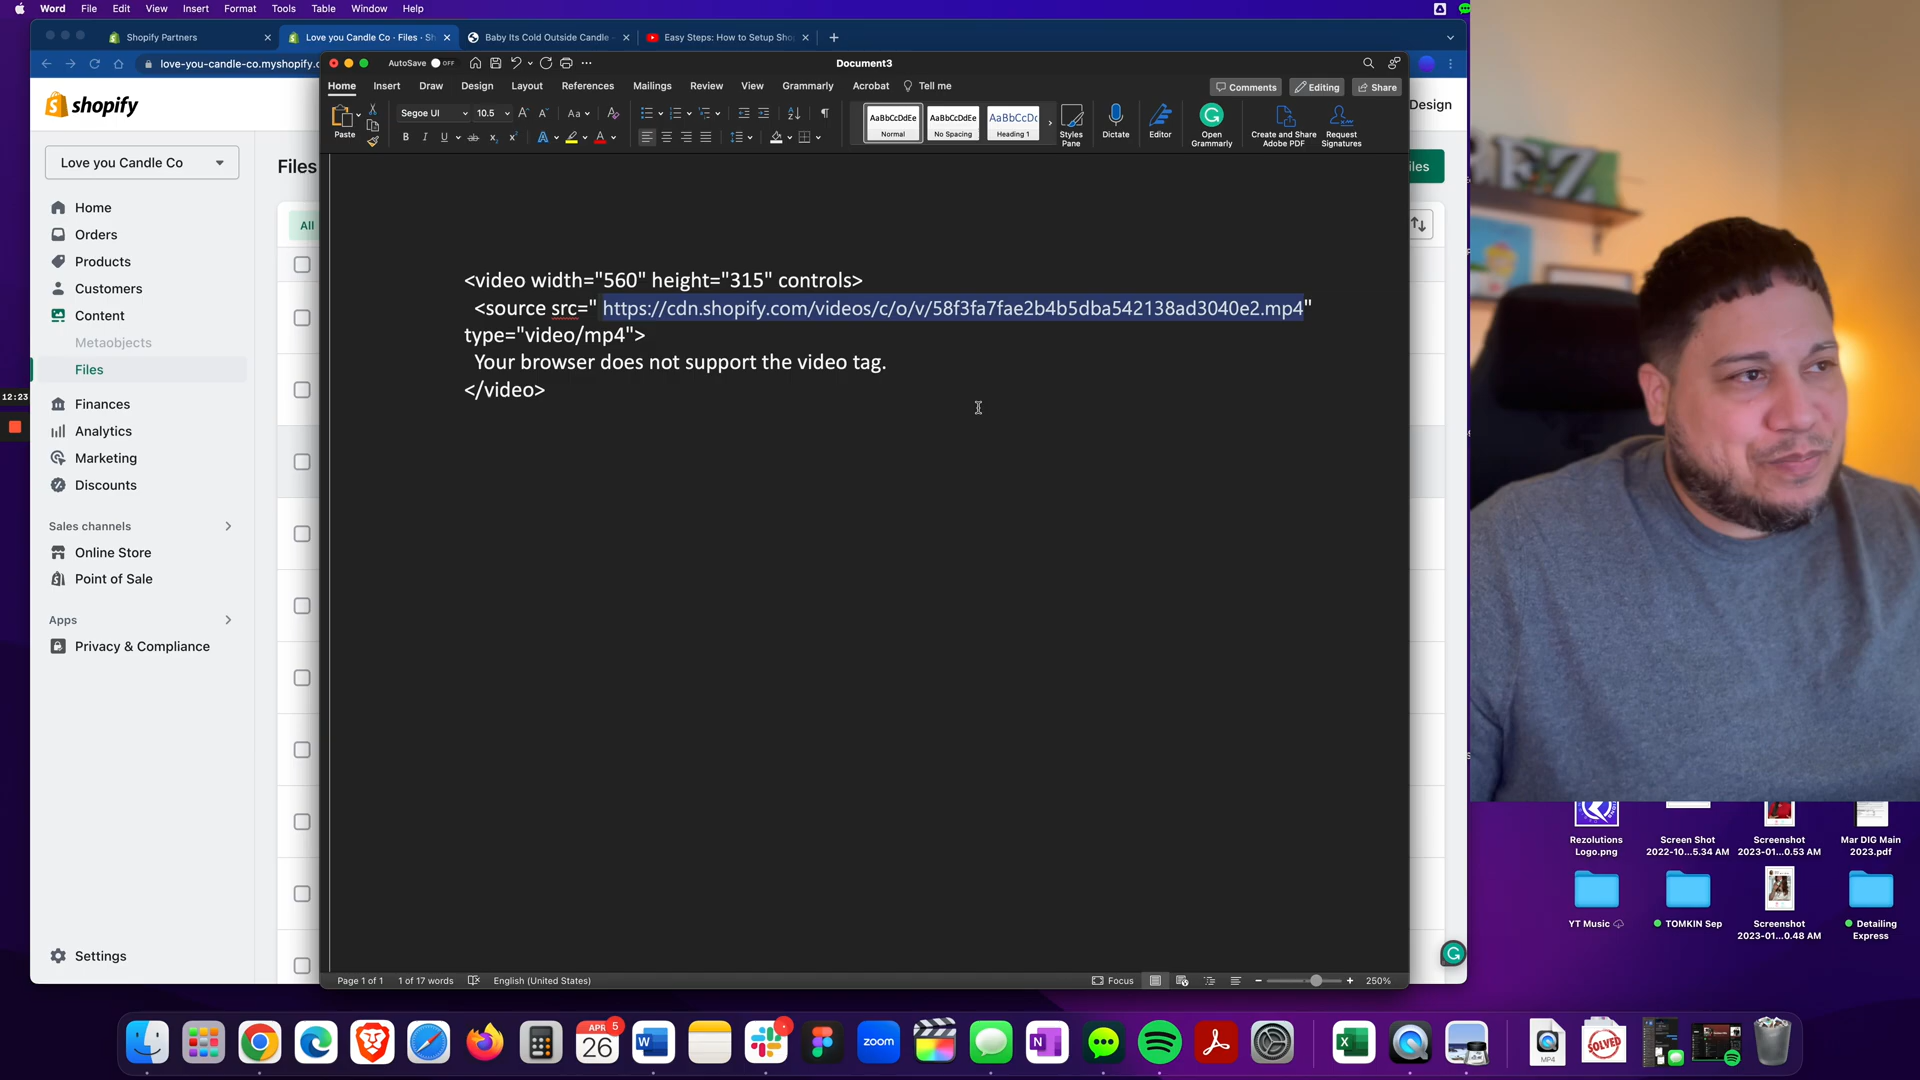 Word File Edit View Insert Format Tools Table Window Help
Shopify Partners
Love you Candle Co · Files · Sh
Baby Its Cold Outside Candle –
Easy Steps: How to Setup Shop
love-you-candle-co.myshopify.c
AutoSave OFF
Document3
Home Insert Draw Design Layout References Mailings Review View Grammarly Acrobat Tell me
Comments Editing Share
Design
shopify
Paste
Segoe UI
10.5
AaBbCcDdEe
Normal
AaBbCcDdEe
No Spacing
AaBbCcDc
Heading 1
Styles
Pane
Dictate
Editor
Open
Grammarly
Create and Share
Adobe PDF
Request
Signatures
Love you Candle Co
Files
iles
All
Home
Orders
Products
Customers
Content
Metaobjects
Files
Finances
Analytics
Marketing
Discounts
Sales channels
Online Store
Point of Sale
Apps
Privacy & Compliance
Settings
12:23
<video width="560" height="315" controls>
<source src=" https://cdn.shopify.com/videos/c/o/v/58f3fa7fae2b4b5dba542138ad3040e2.mp4"
type="video/mp4">
Your browser does not support the video tag.
</video>
Page 1 of 1
1 of 17 words
English (United States)
Focus
250%
Rezolutions
Logo.png
Screen Shot
2022-10...5.34 AM
Screenshot
2023-01...0.53 AM
Mar DIG Main
2023.pdf
YT Music
TOMKIN Sep
Screenshot
2023-01...0.48 AM
Detailing
Express
APR
26
5
zoom
MP4
SOLVED